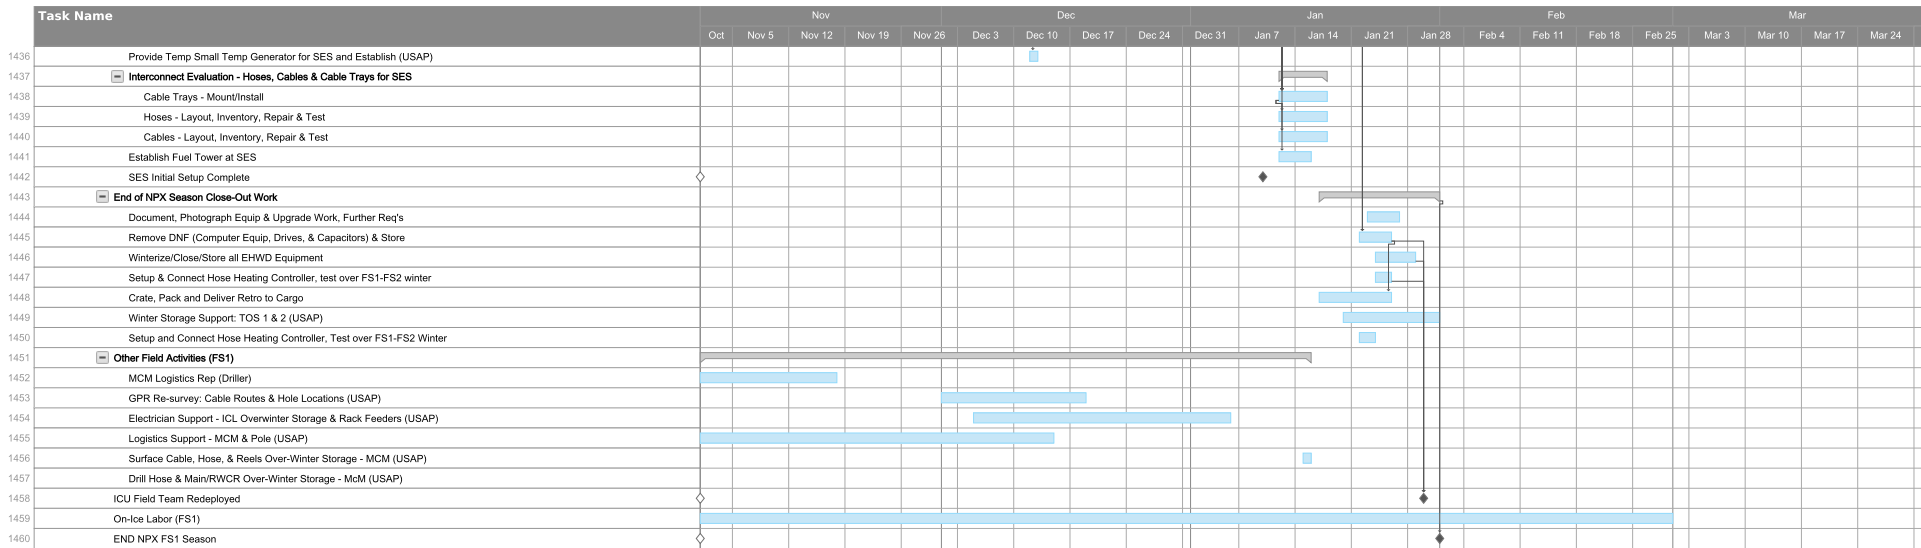 Task Name
Nov Dec Jan Feb Mar
Oct Nov 5 Nov 12 Nov 19 Nov 26 Dec 3 Dec 10 Dec 17 Dec 24 Dec 31 Jan 7 Jan 14 Jan 21 Jan 28 Feb 4 Feb 11 Feb 18 Feb 25 Mar 3 Mar 10 Mar 17 Mar 24
1436 Provide Temp Small Temp Generator for SES and Establish (USAP)
1437 Interconnect Evaluation - Hoses, Cables & Cable Trays for SES
1438 Cable Trays - Mount/Install
1439 Hoses - Layout, Inventory, Repair & Test
1440 Cables - Layout, Inventory, Repair & Test
1441 Establish Fuel Tower at SES
1442 SES Initial Setup Complete
1443 End of NPX Season Close-Out Work
1444 Document, Photograph Equip & Upgrade Work, Further Req's
1445 Remove DNF (Computer Equip, Drives, & Capacitors) & Store
1446 Winterize/Close/Store all EHWD Equipment
1447 Setup & Connect Hose Heating Controller, test over FS1-FS2 winter
1448 Crate, Pack and Deliver Retro to Cargo
1449 Winter Storage Support: TOS 1 & 2 (USAP)
1450 Setup and Connect Hose Heating Controller, Test over FS1-FS2 Winter
1451 Other Field Activities (FS1)
1452 MCM Logistics Rep (Driller)
1453 GPR Re-survey: Cable Routes & Hole Locations (USAP)
1454 Electrician Support - ICL Overwinter Storage & Rack Feeders (USAP)
1455 Logistics Support - MCM & Pole (USAP)
1456 Surface Cable, Hose, & Reels Over-Winter Storage - MCM (USAP)
1457 Drill Hose & Main/RWCR Over-Winter Storage - McM (USAP)
1458 ICU Field Team Redeployed
1459 On-Ice Labor (FS1)
1460 END NPX FS1 Season